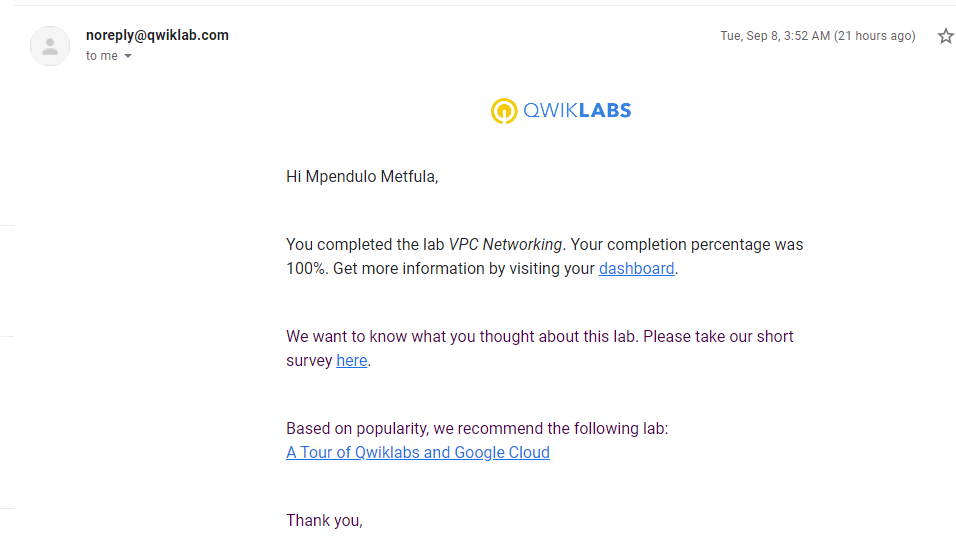 noreply@qwiklab.com
Tue, Sep 8, 3:52 AM (21 hours ago)
to me
QWIKLABS
Hi Mpendulo Metfula,
You completed the lab VPC Networking. Your completion percentage was
100%. Get more information by visiting your dashboard.
We want to know what you thought about this lab. Please take our short
survey here.
Based on popularity, we recommend the following lab:
A Tour of Qwiklabs and Google Cloud
Thank you,